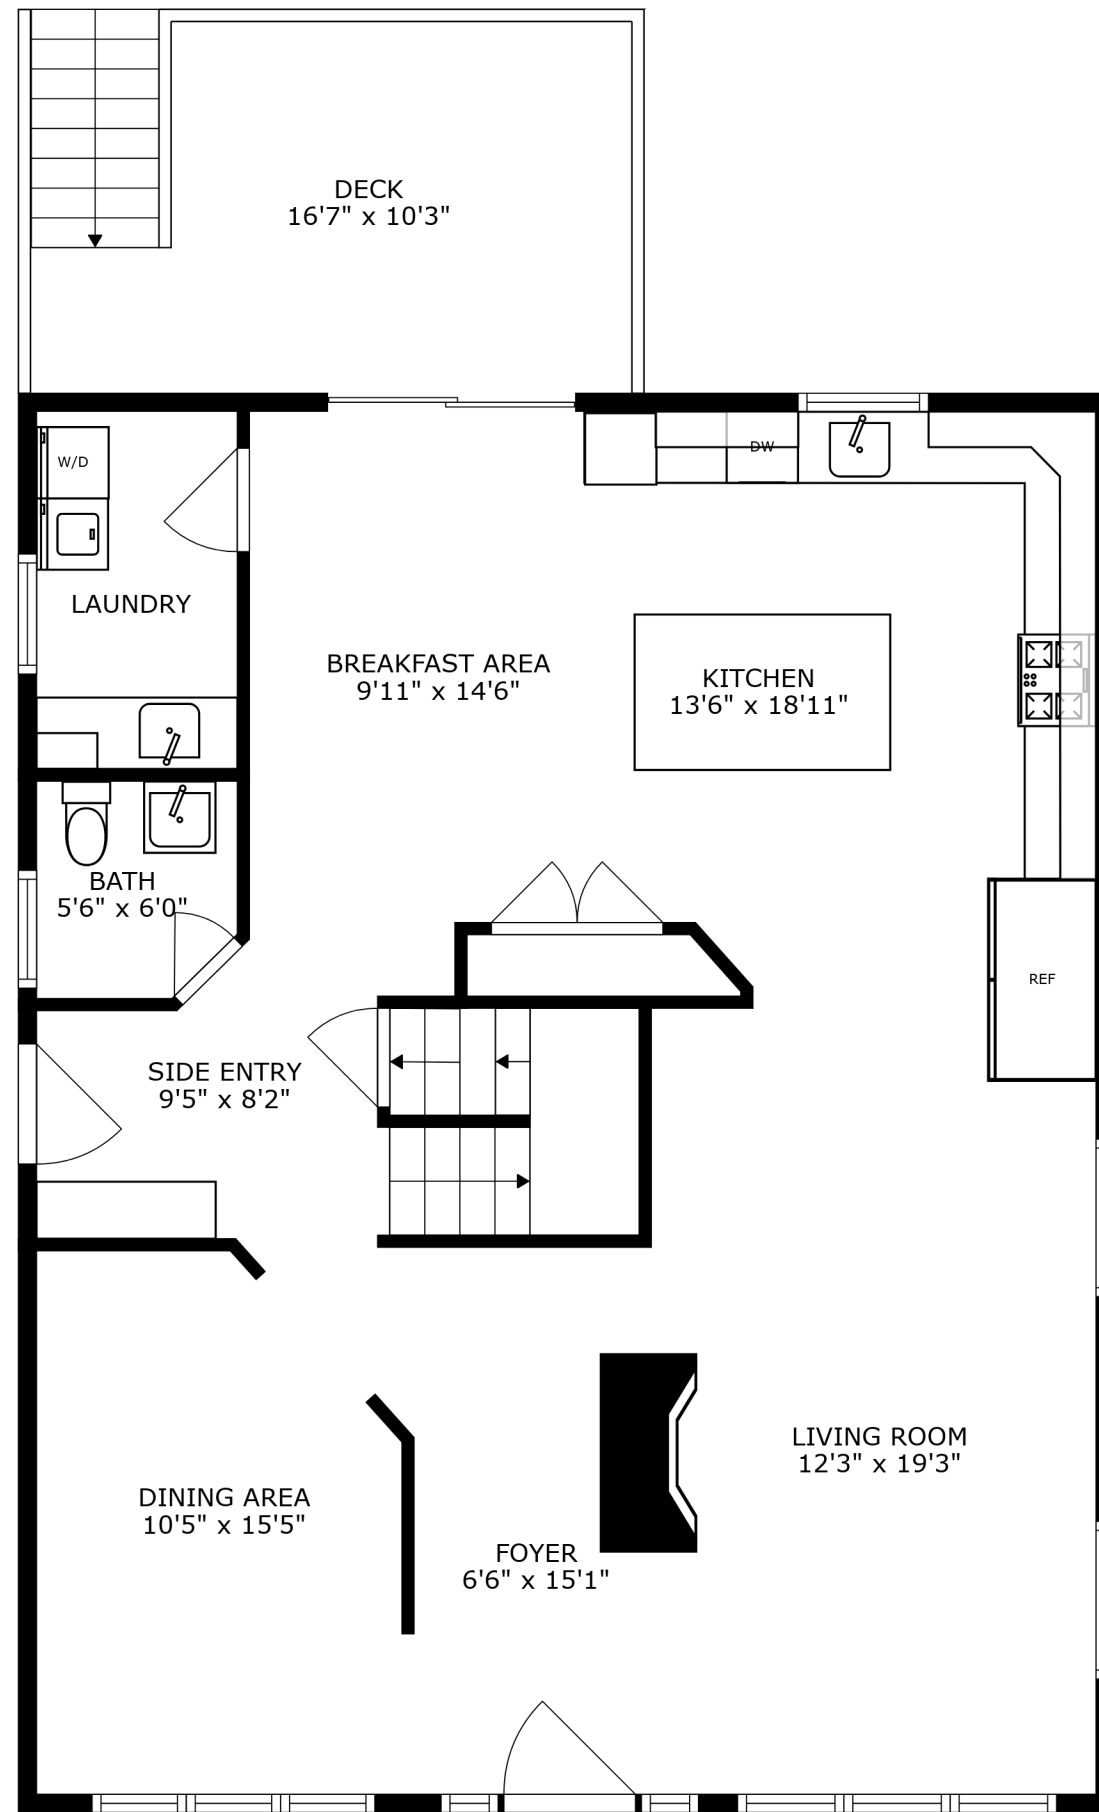 DECK
16'7" x 10'3"
DW
W/D
LAUNDRY
BREAKFAST AREA
9'11" x 14'6"
KITCHEN
13'6" x 18'11"
BATH
5'6" x 6'0"
REF
SIDE ENTRY
9'5" x 8'2"
LIVING ROOM
12'3" x 19'3"
DINING AREA
10'5" x 15'5"
FOYER
6'6" x 15'1"